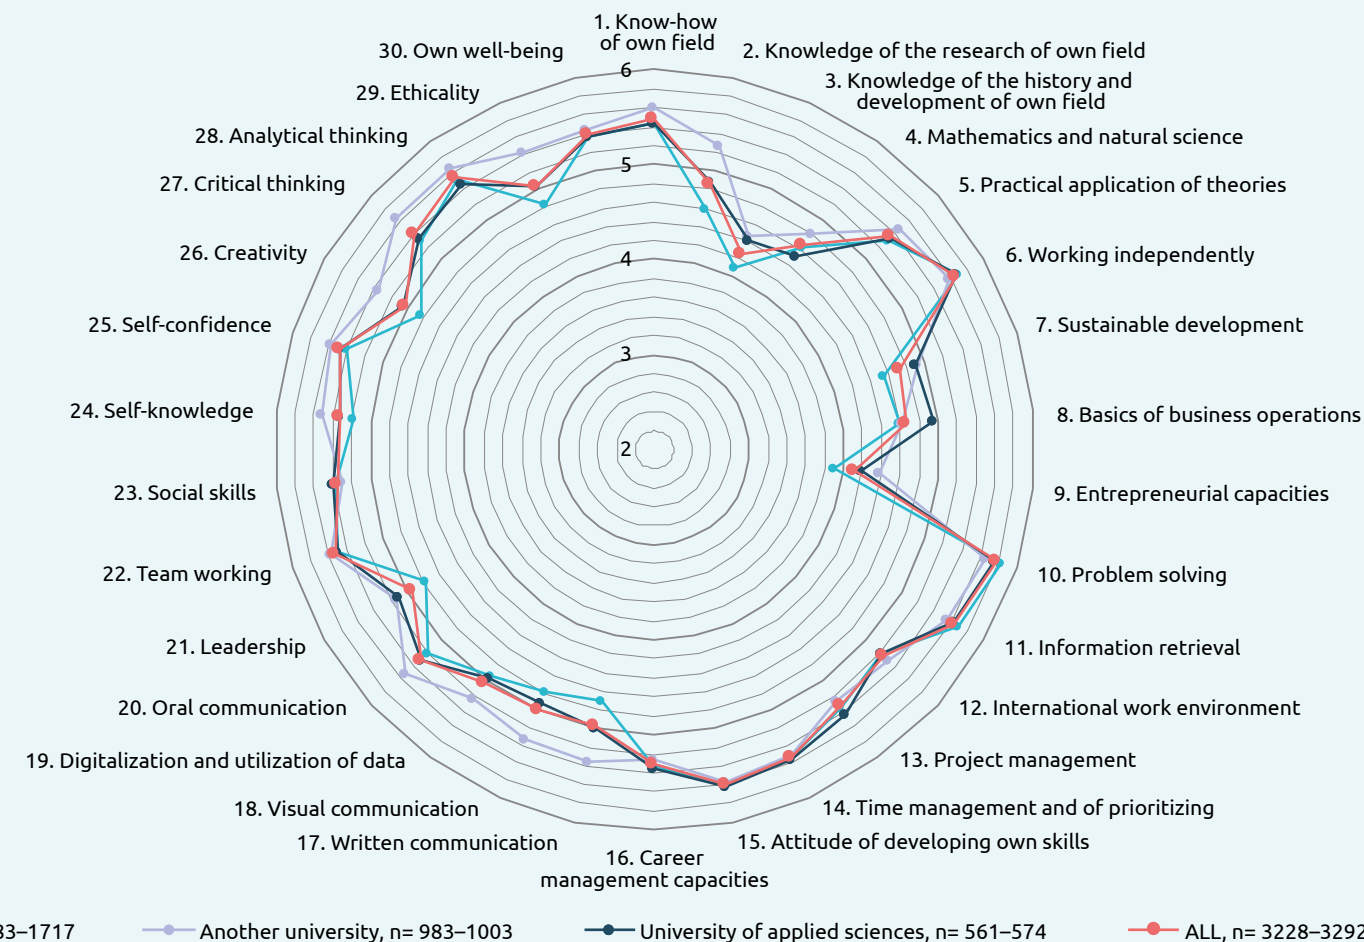 1. Know-how
of own field
30. Own well-being
2. Knowledge of the research of own field
6
3. Knowledge of the history and
development of own field
29. Ethicality
28. Analytical thinking
4. Mathematics and natural science
5
27. Critical thinking
5. Practical application of theories
26. Creativity
4
6. Working independently
25. Self-confidence
7. Sustainable development
3
24. Self-knowledge
8. Basics of business operations
2
23. Social skills
9. Entrepreneurial capacities
22. Team working
10. Problem solving
21. Leadership
11. Information retrieval
20. Oral communication
12. International work environment
19. Digitalization and utilization of data
13. Project management
18. Visual communication
14. Time management and of prioritizing
17. Written communication
15. Attitude of developing own skills
16. Career
management capacities
33–1717 Another university, n= 983–1003 University of applied sciences, n= 561–574 ALL, n= 3228–3292